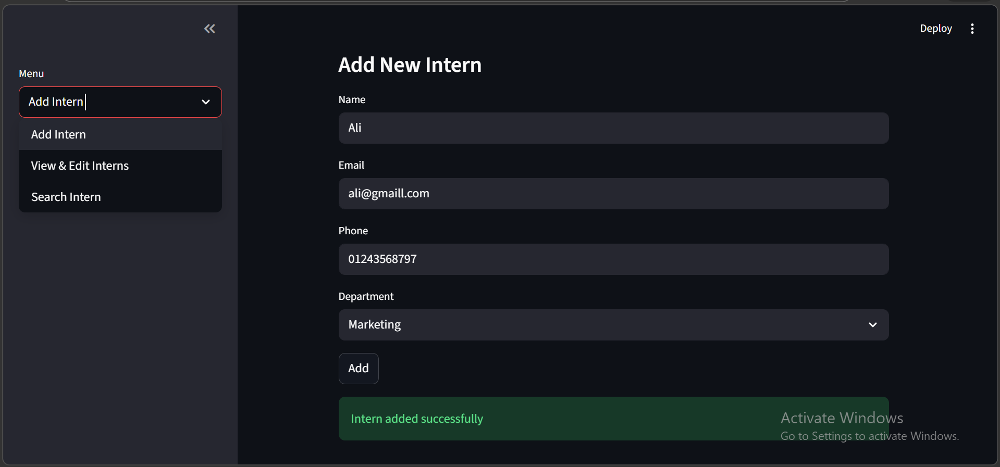 Deploy
Menu
Add Intern
Add Intern
View & Edit Interns
Search Intern
Add New Intern
Name
Ali
Email
ali@gmaill.com
Phone
01243568797
Department
Marketing
Add
Intern added successfully
Activate Windows
Go to Settings to activate Windows.